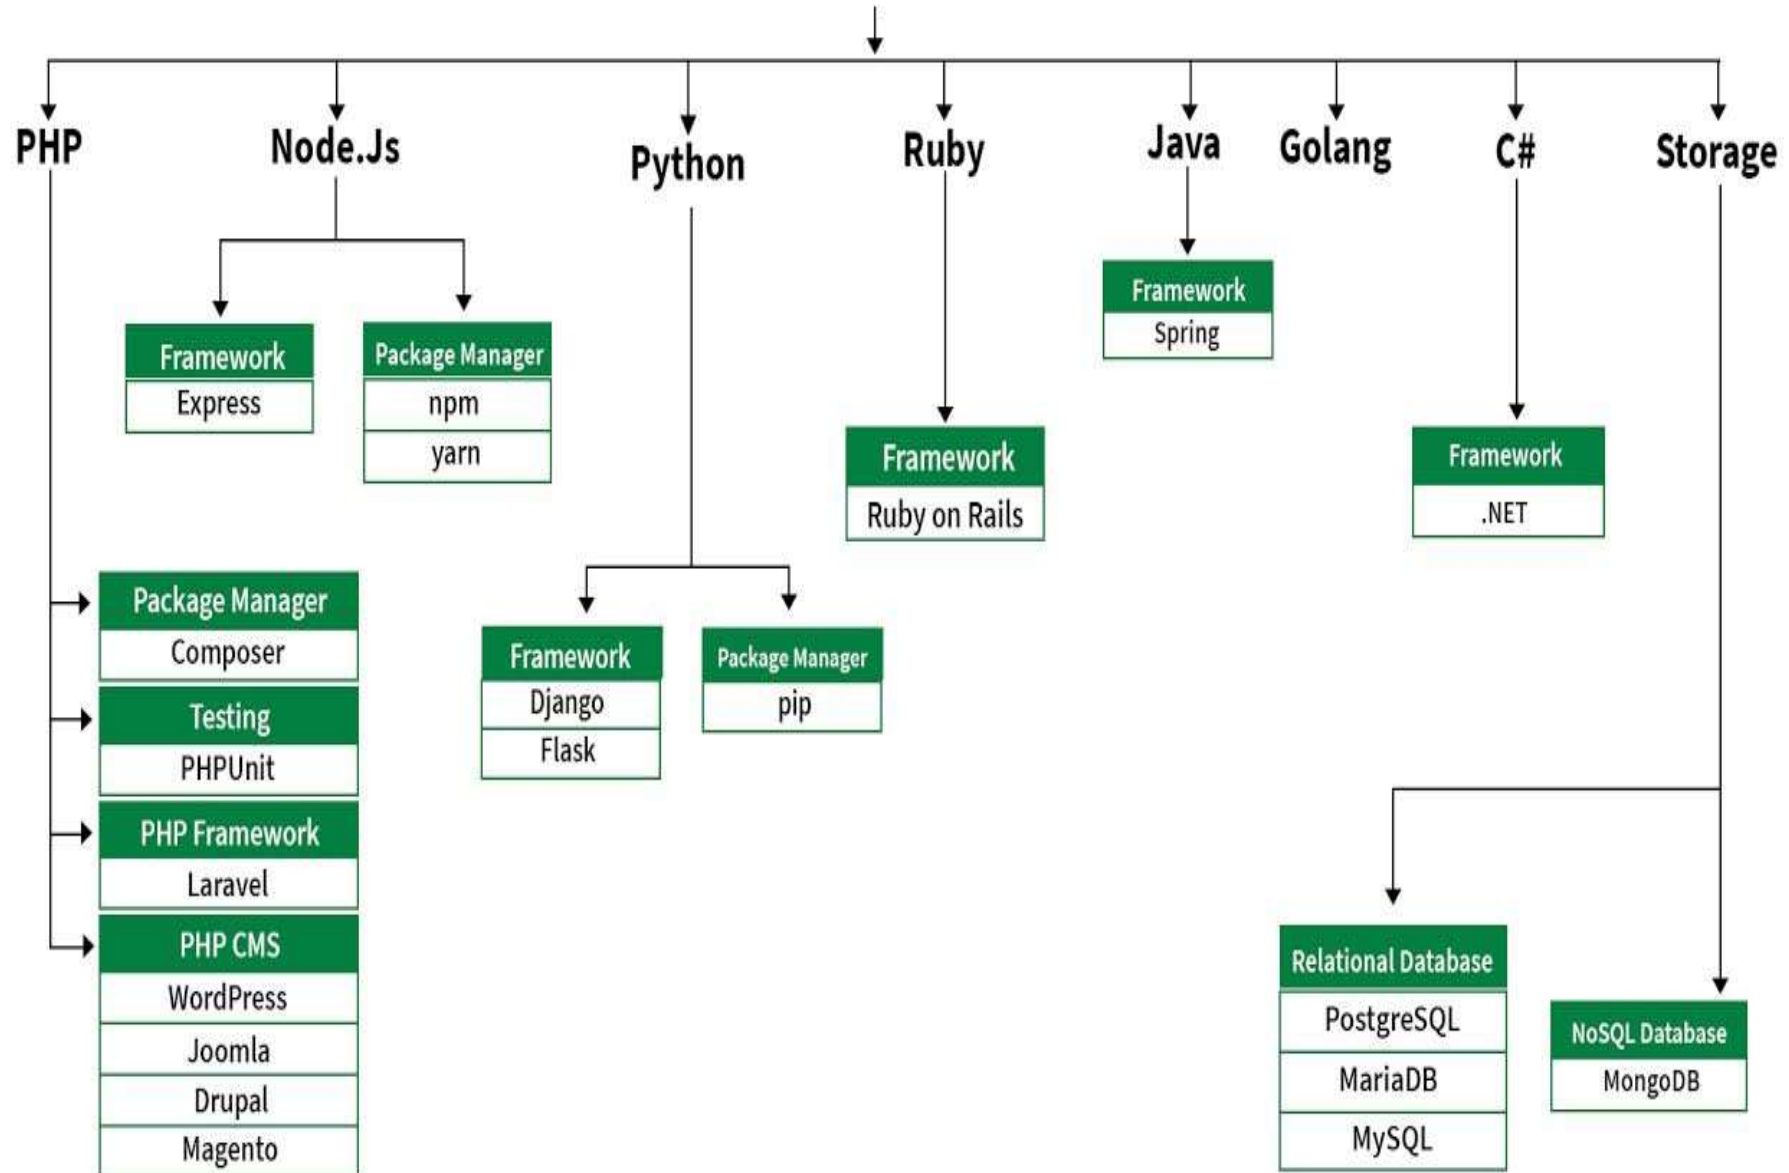 PHP
Node.Js
Python
Ruby
Java
Golang
C#
Storage
Framework
Express
Package Manager
npm
yarn
Framework
Spring
Framework
Ruby on Rails
Framework
.NET
Package Manager
Composer
Testing
PHPUnit
PHP Framework
Laravel
PHP CMS
WordPress
Joomla
Drupal
Magento
Framework
Django
Flask
Package Manager
pip
Relational Database
PostgreSQL
MariaDB
MySQL
NoSQL Database
MongoDB